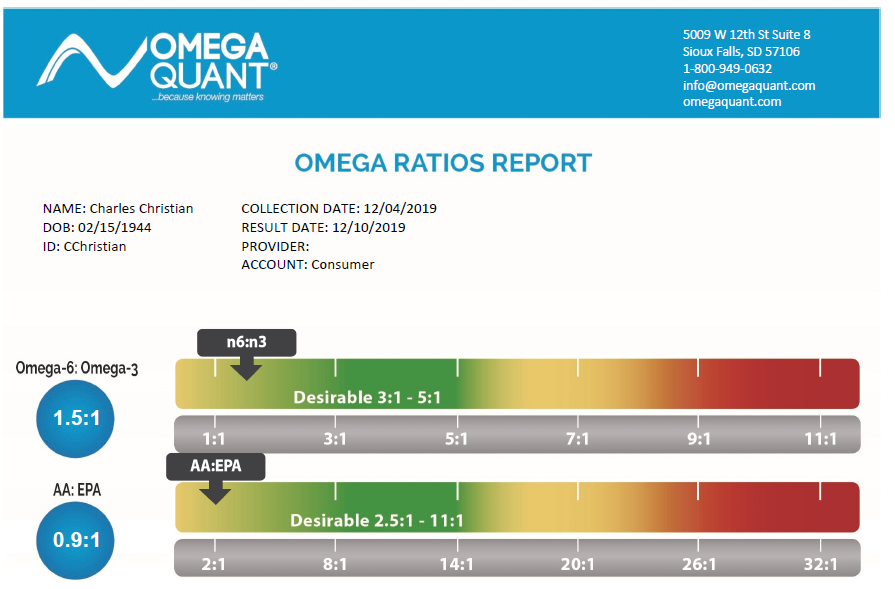 OMEGA
QUANT®
...because knowing matters
5009 W 12th St Suite 8
Sioux Falls, SD 57106
1-800-949-0632
info@omegaquant.com
omegaquant.com
OMEGA RATIOS REPORT
NAME: Charles Christian
DOB: 02/15/1944
ID: CChristian
COLLECTION DATE: 12/04/2019
RESULT DATE: 12/10/2019
PROVIDER:
ACCOUNT: Consumer
n6:n3
Omega-6: Omega-3
1.5:1
Desirable 3:1 - 5:1
1:1 3:1 5:1 7:1 9:1 11:1
AA:EPA
AA: EPA
0.9:1
Desirable 2.5:1 - 11:1
2:1 8:1 14:1 20:1 26:1 32:1